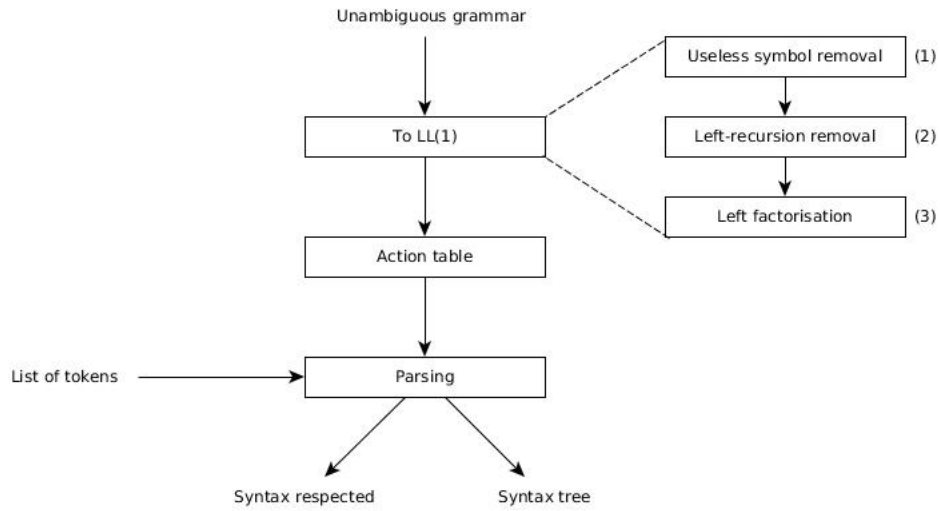 Unambiguous grammar
Useless symbol removal (1)
To LL(1)
Left-recursion removal (2)
Left factorisation (3)
Action table
List of tokens
Parsing
Syntax respected
Syntax tree